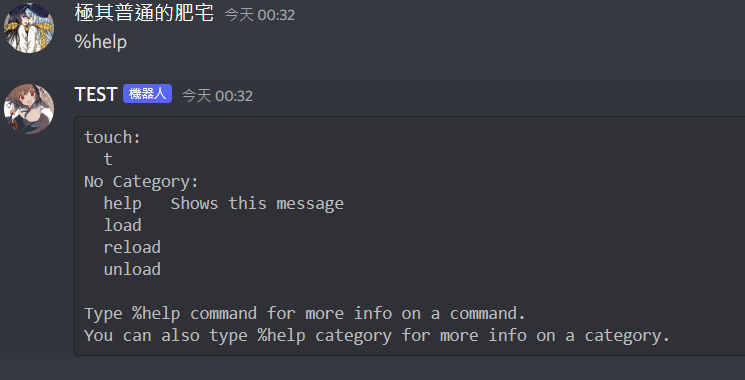 極其普通的肥宅 今天 00:32
%help
TEST 機器人 今天 00:32
touch:
  t
No Category:
  help   Shows this message
  load
  reload
  unload

Type %help command for more info on a command.
You can also type %help category for more info on a category.